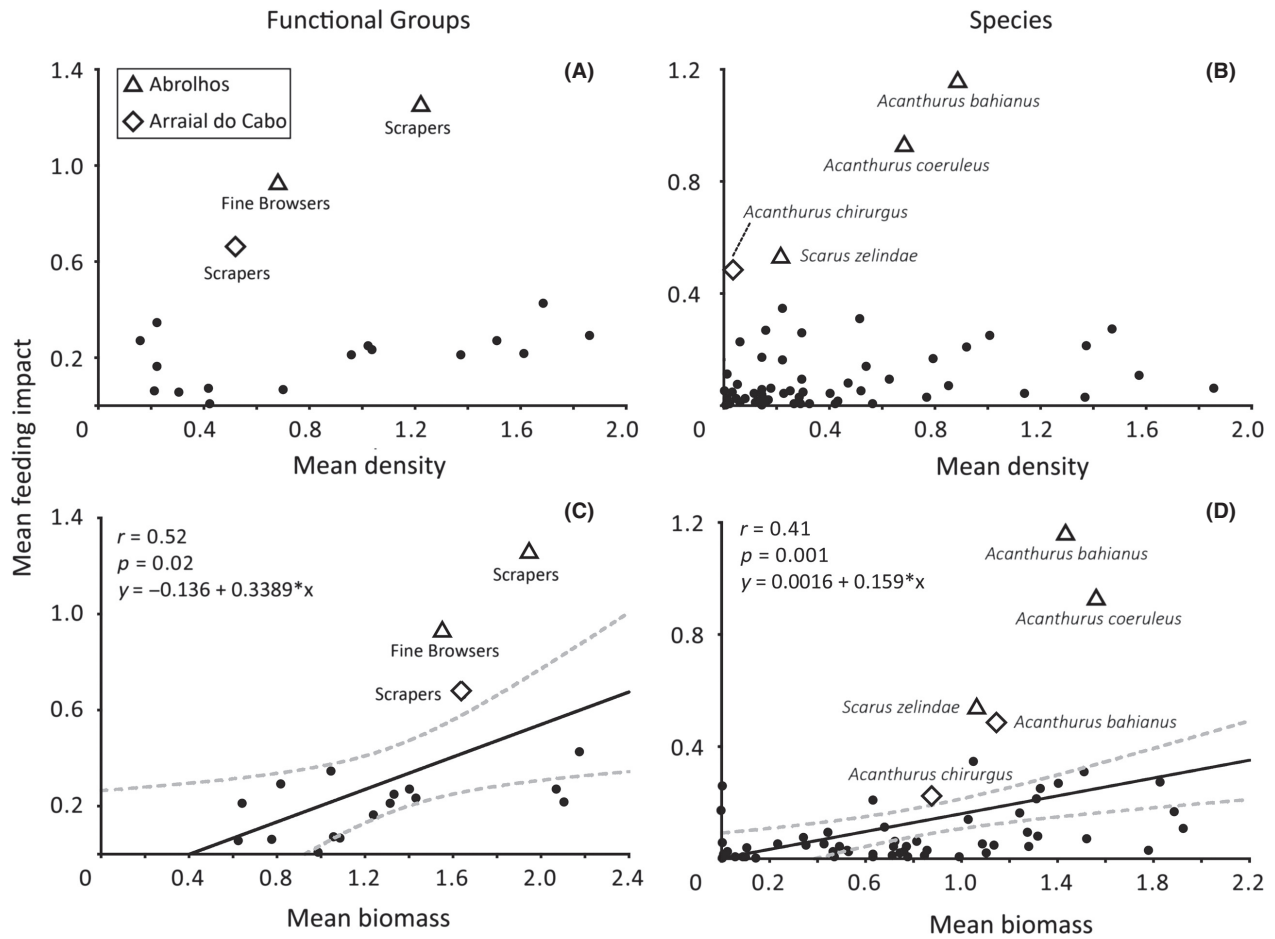 Functional Groups
Species
Mean feeding impact
(A)
Abrolhos
Arraial do Cabo
1.4
1.0
0.6
0.2
Scrapers
Fine Browsers
Scrapers
0 0.4 0.8 1.2 1.6 2.0
Mean density
(B)
1.2
0.8
0.4
Acanthurus bahianus
Acanthurus coeruleus
Acanthurus chirurgus
Scarus zelindae
0 0.4 0.8 1.2 1.6 2.0
Mean density
(C)
r = 0.52
p = 0.02
y = −0.136 + 0.3389*x
1.4
1.0
0.6
0.2
Scrapers
Fine Browsers
Scrapers
0 0.4 0.8 1.2 1.6 2.0 2.4
Mean biomass
(D)
r = 0.41
p = 0.001
y = 0.0016 + 0.159*x
1.2
0.8
0.4
Acanthurus bahianus
Acanthurus coeruleus
Scarus zelindae
Acanthurus bahianus
Acanthurus chirurgus
0 0.2 0.6 1.0 1.4 1.8 2.2
Mean biomass